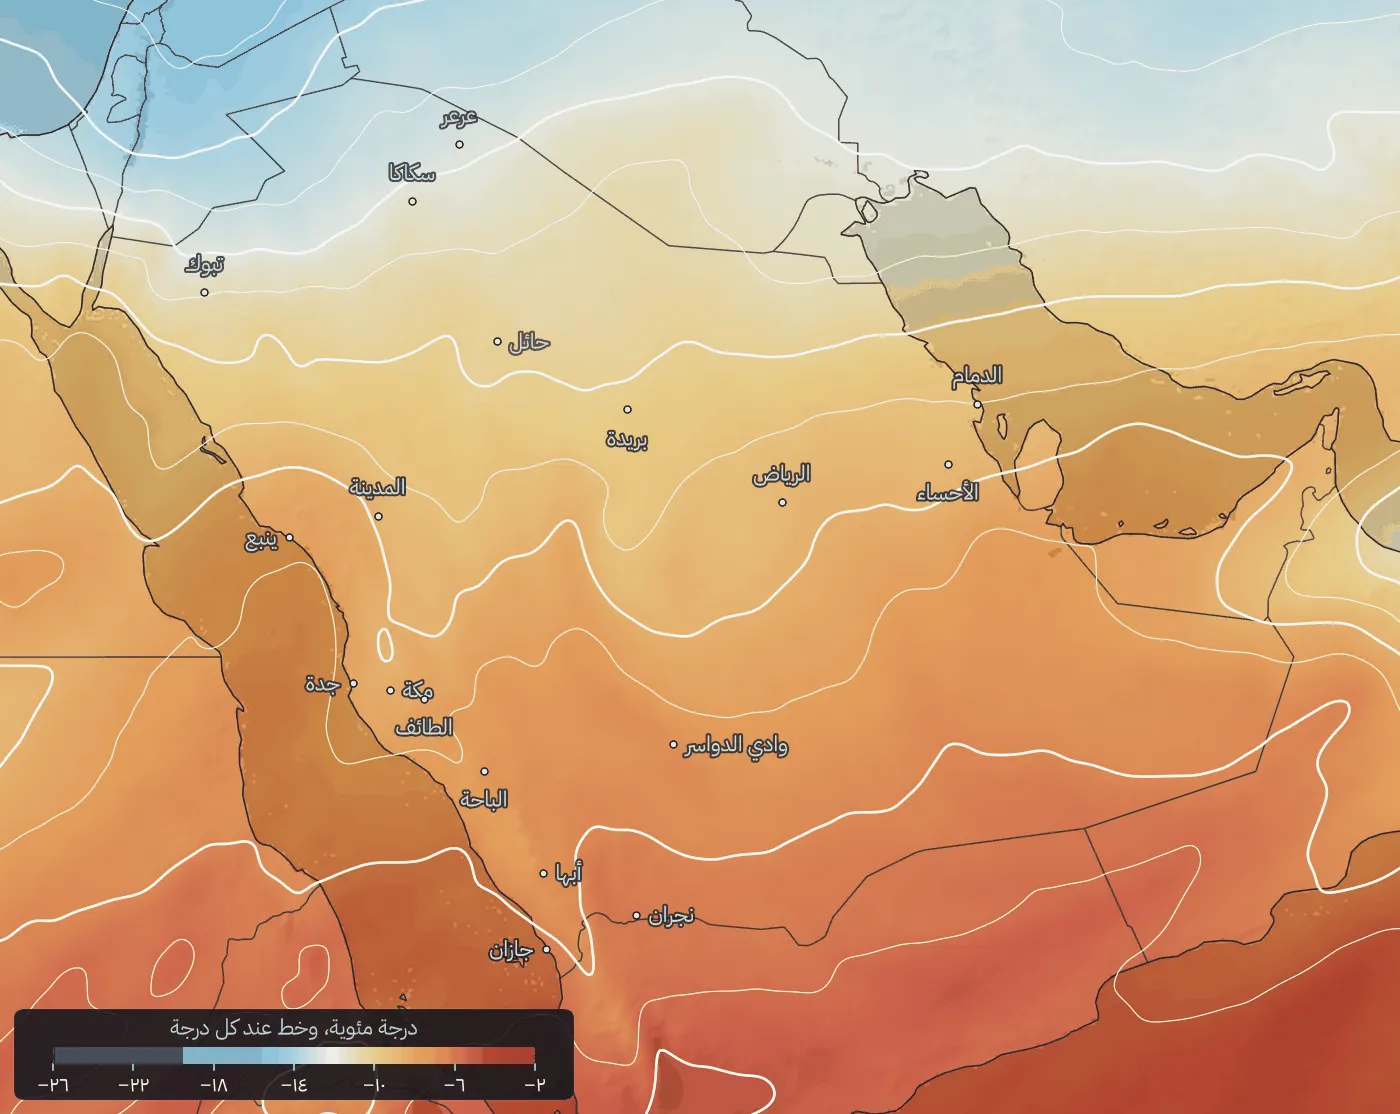 عرعر
سكاكا
تبوك
حائل
الدمام
بريدة
الرياض
المدينة
الأحساء
ينبع
جدة
مكة
الطائف
وادي الدواسر
الباحة
أبها
نجران
جازان
درجة مئوية، وخط عند كل درجة
−٢٦ −٢٢ −١٨ −١٤ −١٠ −٦ −٢